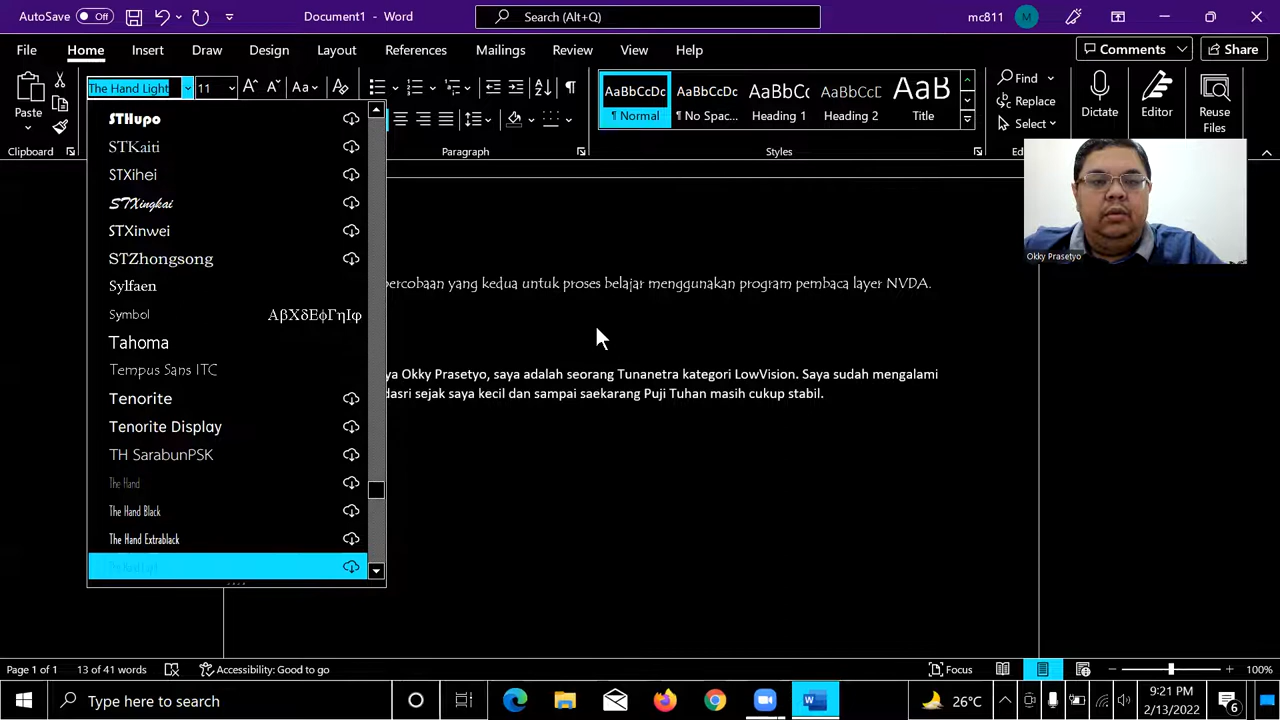 AutoSave Off Document1 - Word Search (Alt+Q) mc811 M
File Home Insert Draw Design Layout References Mailings Review View Help Comments Share
The Hand Light 11 Aa
Paste
Clipboard
Paragraph
AaBbCcDc AaBbCcDc AaBbCc AaBbCcD AaB
¶ Normal ¶ No Spac... Heading 1 Heading 2 Title
Styles
Find
Replace
Select
Dictate
Editor
Reuse
Files
STHupo
STKaiti
STXihei
STXingkai
STXinwei
STZhongsong
Sylfaen
Symbol ΑβΧδΕϕΓηΙφ
Tahoma
Tempus Sans ITC
Tenorite
Tenorite Display
TH SarabunPSK
The Hand
The Hand Black
The Hand Extrablack
The Hand Light
percobaan yang kedua untuk proses belajar menggunakan program pembaca layer NVDA.
ya Okky Prasetyo, saya adalah seorang Tunanetra kategori LowVision. Saya sudah mengalami
dasri sejak saya kecil dan sampai saekarang Puji Tuhan masih cukup stabil.
Okky Prasetyo
Page 1 of 1 13 of 41 words Accessibility: Good to go Focus 100%
Type here to search 26°C 9:21 PM
2/13/2022
6